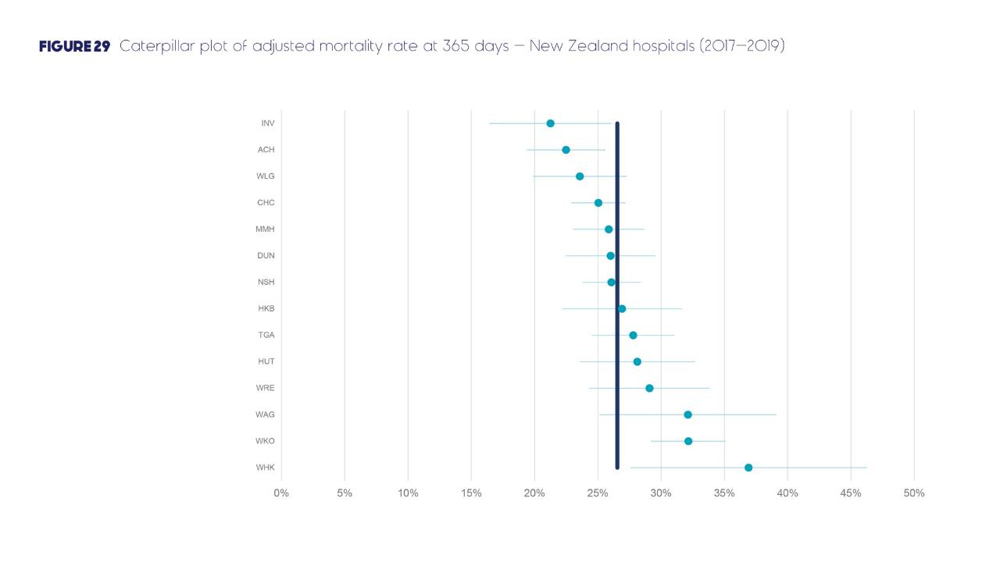 FIGURE 29 Caterpillar plot of adjusted mortality rate at 365 days – New Zealand hospitals (2017–2019)
INV
ACH
WLG
CHC
MMH
DUN
NSH
HKB
TGA
HUT
WRE
WAG
WKO
WHK
0% 5% 10% 15% 20% 25% 30% 35% 40% 45% 50%